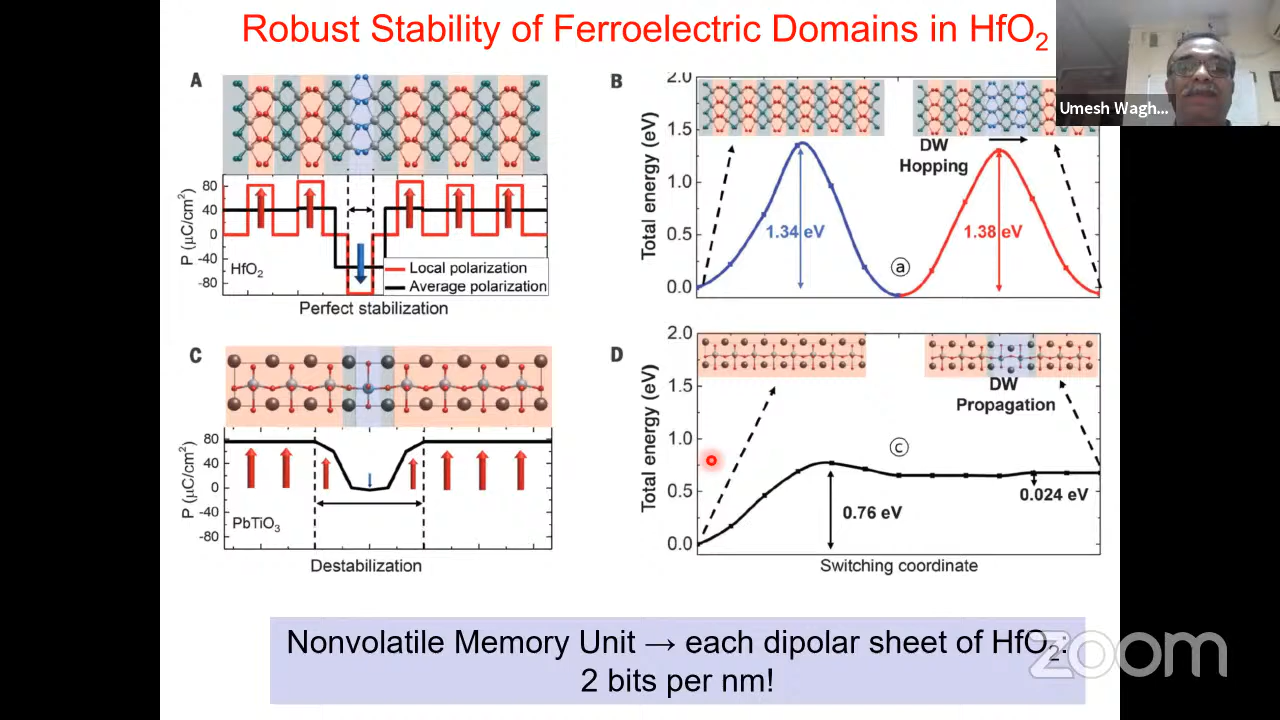 Robust Stability of Ferroelectric Domains in HfO₂
Umesh Wagh...
A
80
40
0
-40
-80
P (μC/cm²)
HfO₂
Local polarization
Average polarization
Perfect stabilization
B
2.0
1.5
1.0
0.5
0.0
Total energy (eV)
DW
Hopping
1.34 eV
1.38 eV
a
C
80
40
0
-40
-80
P (μC/cm²)
PbTiO₃
Destabilization
D
2.0
1.5
1.0
0.5
0.0
Total energy (eV)
DW
Propagation
c
0.76 eV
0.024 eV
Switching coordinate
Nonvolatile Memory Unit → each dipolar sheet of HfO₂:
2 bits per nm!
zoom